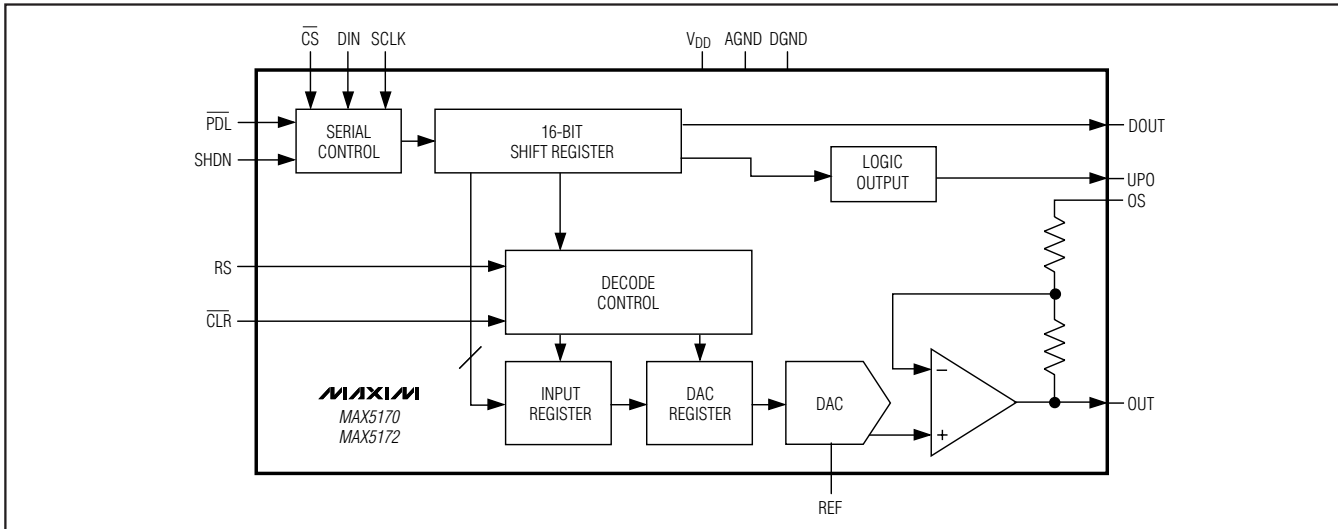 CS DIN SCLK
VDD AGND DGND
PDL
SHDN
SERIAL
CONTROL
16-BIT
SHIFT REGISTER
DOUT
LOGIC
OUTPUT
UPO
OS
RS
CLR
DECODE
CONTROL
INPUT
REGISTER
DAC
REGISTER
DAC
−
+
OUT
MAXIM
MAX5170
MAX5172
REF